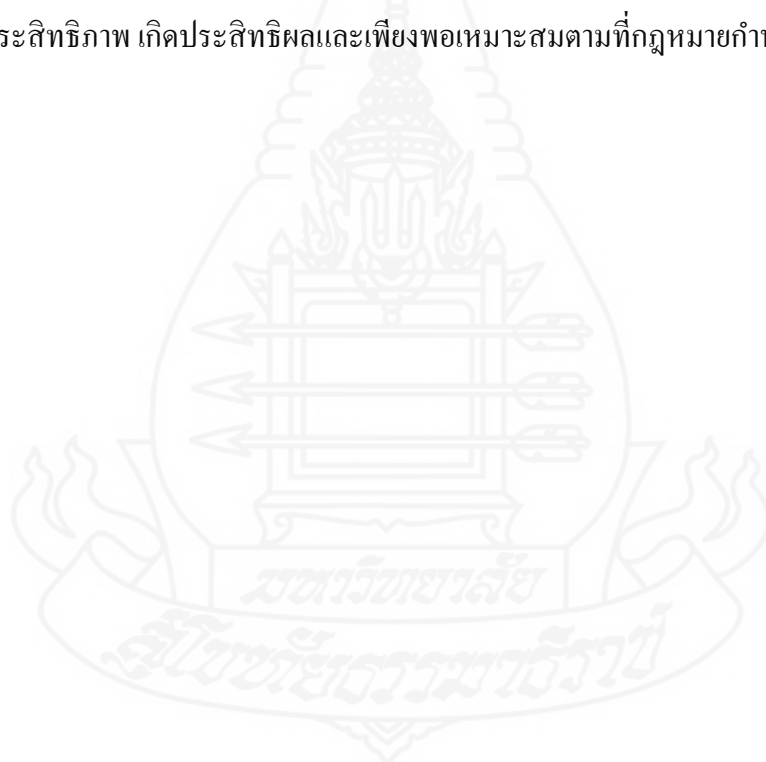 ระสิทธิภาพ เกิดประสิทธิผลและเพียงพอเหมาะสมตามที่กฎหมายกำ
มหาวิทยาลัย
สุโขทัยธรรมาธิราช